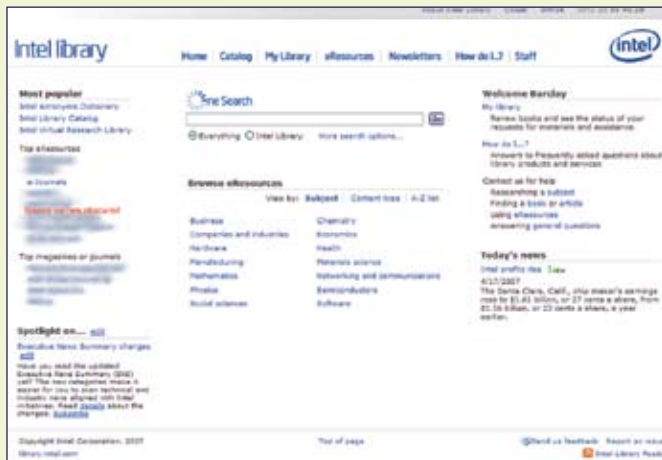 Intel library
Home Catalog My Library eResources Newsletters How do I..? Staff
intel
Most popular
Intel Acronyms Dictionary
Intel Library Catalog
Intel Virtual Research Library
Top eResources
e-Journals
Top magazines or journals
Spotlight on... edit
Executive News Summary changes
edit
Have you read the updated
Executive News Summary (ENS)
yet? The new categories make it
easier for you to scan technical and
industry news aligned with Intel
initiatives. Read details about the
changes. Subscribe
Fine Search
Go
Everything Intel Library More search options...
Browse eResources
View by: Subject Content type A-Z list
Business
Companies and industries
Hardware
Manufacturing
Mathematics
Physics
Social sciences
Chemistry
Economics
Health
Materials science
Networking and communications
Semiconductors
Software
Welcome Barclay
My library
Renew books and see the status of your
requests for materials and assistance.
How do I...?
Answers to frequently asked questions about
library products and services
Contact us for help
Researching a subject
Finding a book or article
Using eResources
Answering general questions
Today's news
Intel profits rise
4/17/2007
The Santa Clara, Calif., chip maker's earnings
rose to $1.61 billion, or 27 cents a share, from
$1.36 billion, or 23 cents a share, a year
earlier.
Copyright Intel Corporation, 2007
library.intel.com
Top of page
Send us feedback Report an issue
Intel Library Feeds